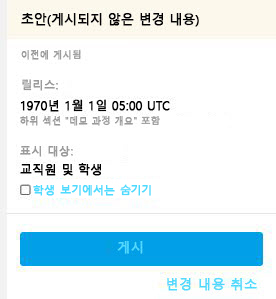 초안(게시되지 않은 변경 내용)
이전에 게시됨
릴리스:
1970년 1월 1일 05:00 UTC
하위 섹션 "데모 과정 개요" 포함
표시 대상:
교직원 및 학생
학생 보기에서는 숨기기
게시
변경 내용 취소